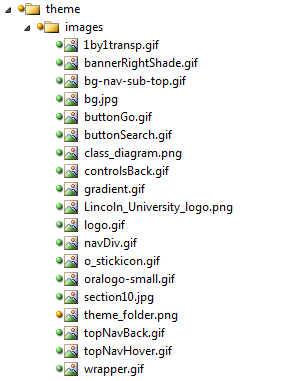 theme
images
1by1transp.gif
bannerRightShade.gif
bg-nav-sub-top.gif
bg.jpg
buttonGo.gif
buttonSearch.gif
class_diagram.png
controlsBack.gif
gradient.gif
Lincoln_University_logo.png
logo.gif
navDiv.gif
o_stickicon.gif
oralogo-small.gif
section10.jpg
theme_folder.png
topNavBack.gif
topNavHover.gif
wrapper.gif